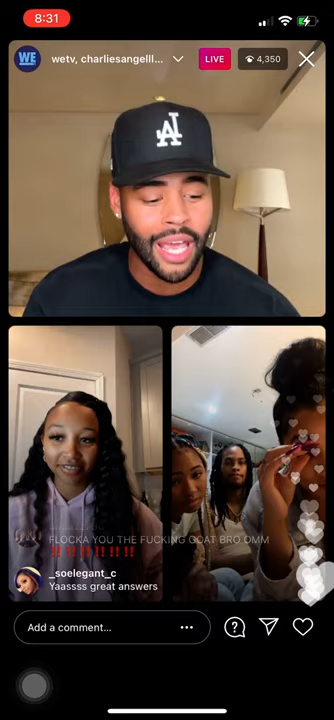 8:31
WE
wetv, charliesangelll...
LIVE
4,350
LA
FLOCKA YOU THE FUCKING GOAT BRO OMM
‼️‼️‼️‼️‼️‼️
_soelegant_c
Yaassss great answers
Add a comment...